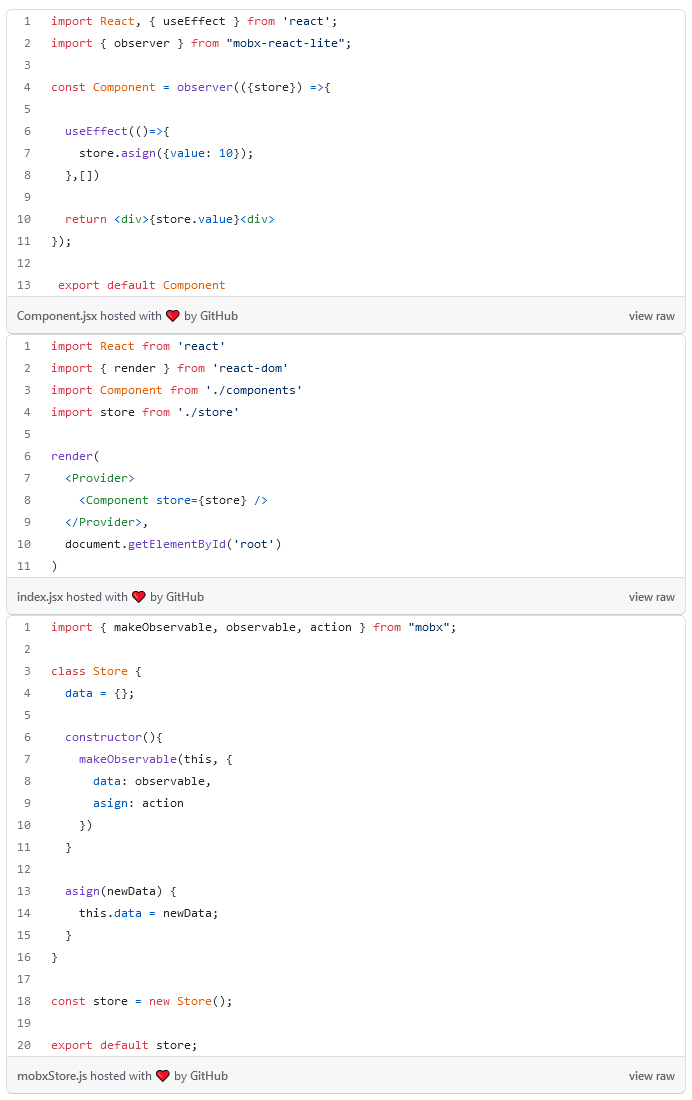 1 import React, { useEffect } from 'react';
2 import { observer } from "mobx-react-lite";
3
4 const Component = observer(({store}) =>{
5
6   useEffect(()=>{
7     store.asign({value: 10});
8   },[])
9
10   return <div>{store.value}<div>
11 });
12
13  export default Component
Component.jsx hosted with ❤ by GitHub view raw
1 import React from 'react'
2 import { render } from 'react-dom'
3 import Component from './components'
4 import store from './store'
5
6 render(
7   <Provider>
8     <Component store={store} />
9   </Provider>,
10   document.getElementById('root')
11 )
index.jsx hosted with ❤ by GitHub view raw
1 import { makeObservable, observable, action } from "mobx";
2
3 class Store {
4   data = {};
5
6   constructor(){
7     makeObservable(this, {
8       data: observable,
9       asign: action
10     })
11   }
12
13   asign(newData) {
14     this.data = newData;
15   }
16 }
17
18 const store = new Store();
19
20 export default store;
mobxStore.js hosted with ❤ by GitHub view raw